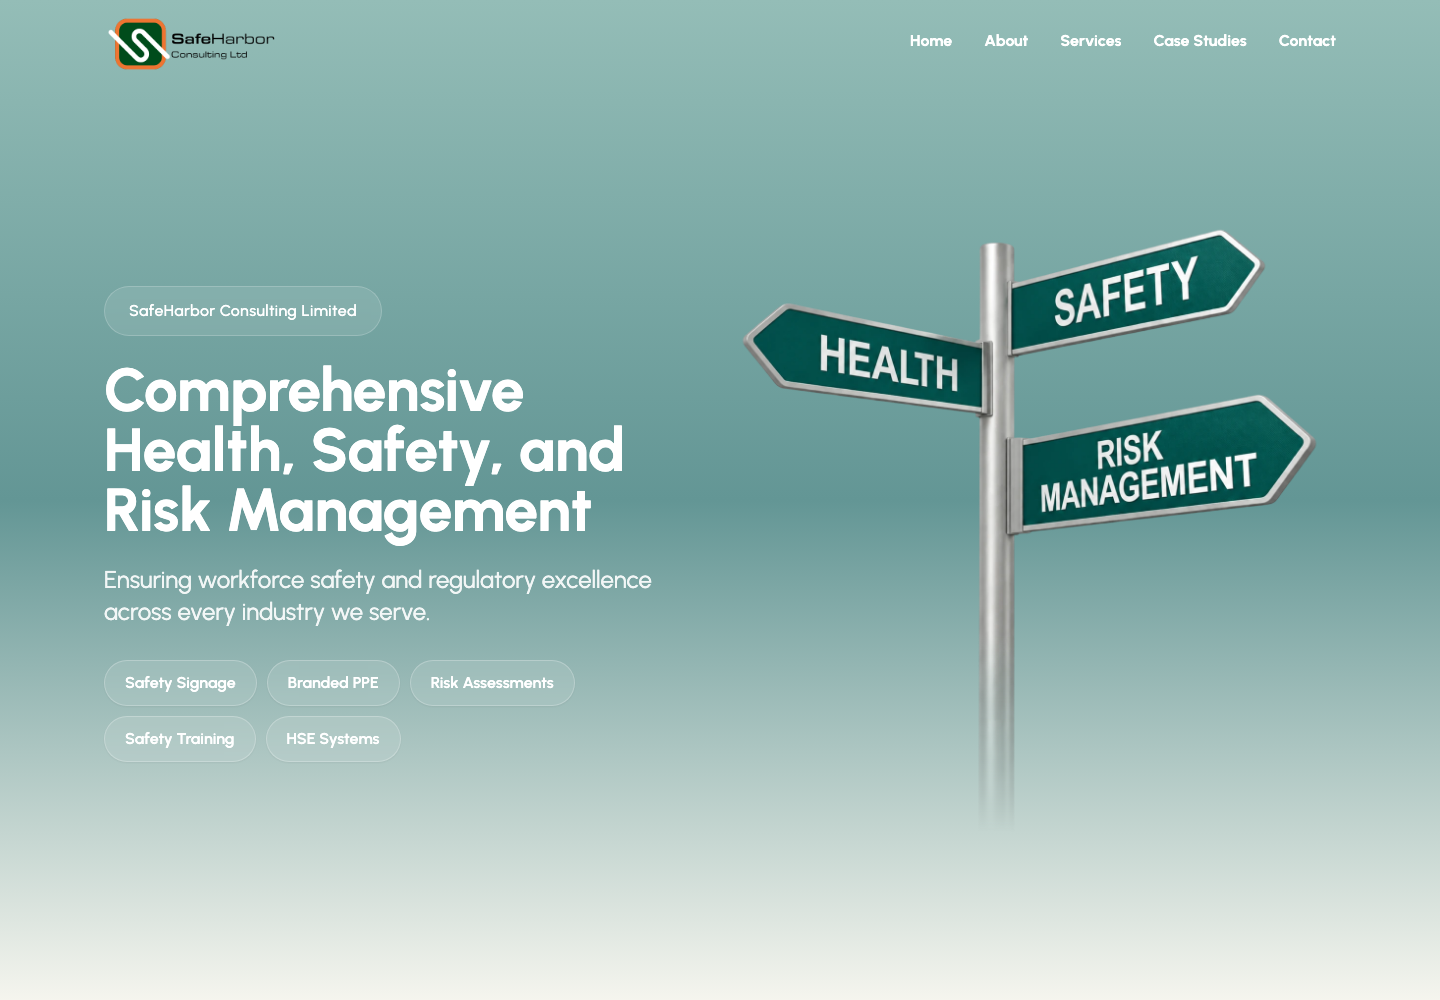 SafeHarbor
Consulting Ltd
Home
About
Services
Case Studies
Contact
SafeHarbor Consulting Limited
Comprehensive
Health, Safety, and
Risk Management
Ensuring workforce safety and regulatory excellence
across every industry we serve.
Safety Signage
Branded PPE
Risk Assessments
Safety Training
HSE Systems
SAFETY
HEALTH
RISK
MANAGEMENT